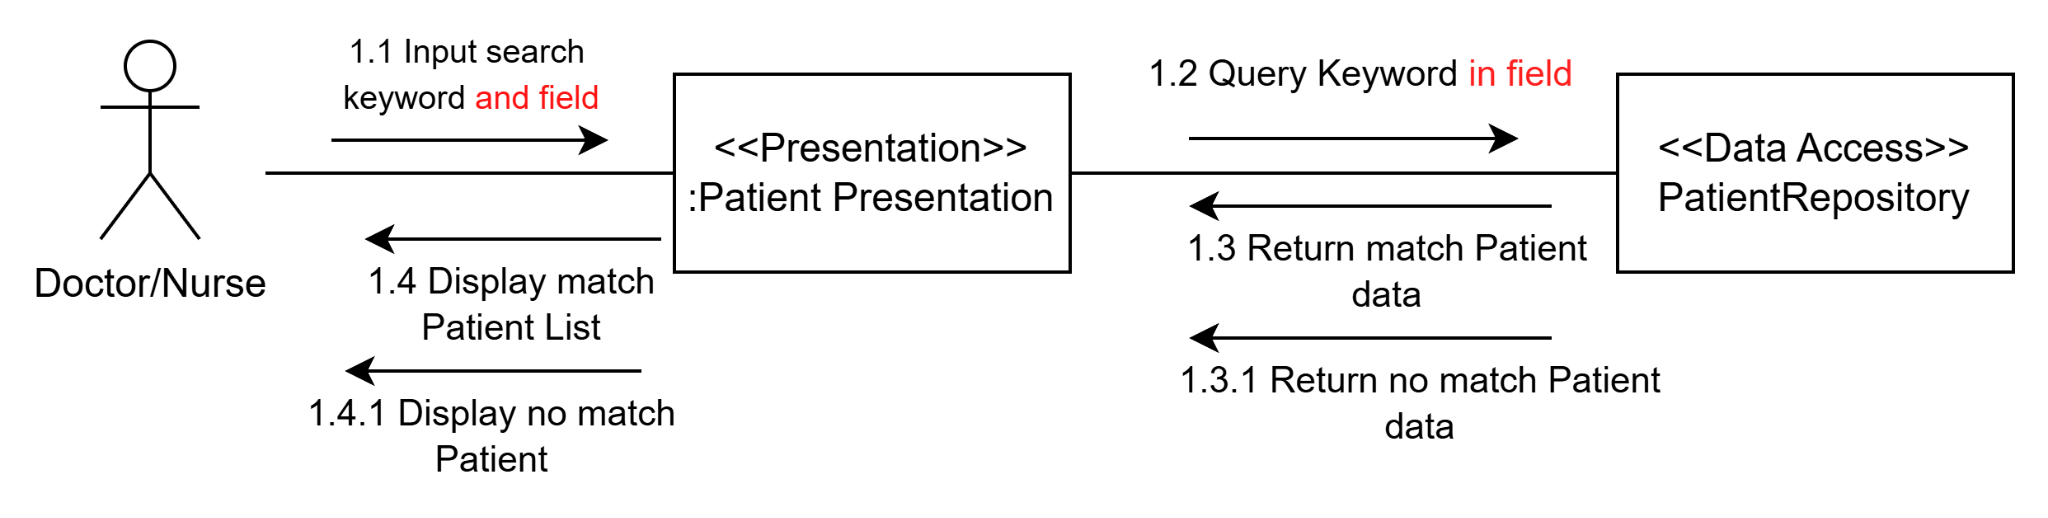 1.1 Input search
keyword and field
1.2 Query Keyword in field
<<Presentation>>
:Patient Presentation
<<Data Access>>
PatientRepository
Doctor/Nurse
1.3 Return match Patient
data
1.4 Display match
Patient List
1.3.1 Return no match Patient
data
1.4.1 Display no match
Patient